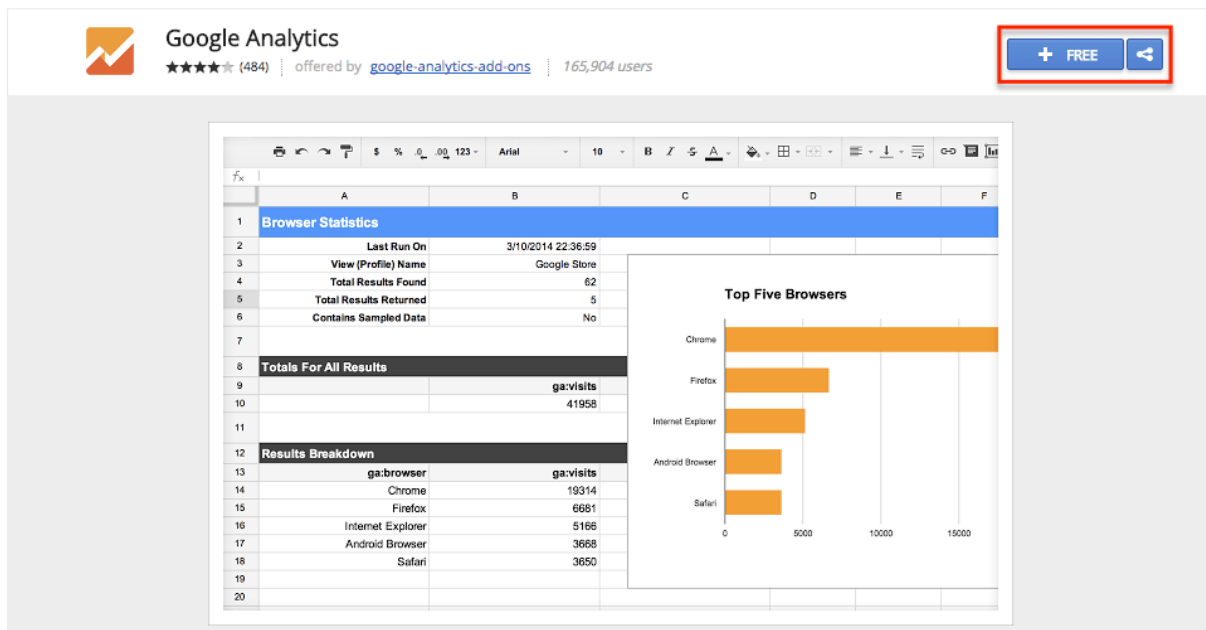 Google Analytics
(484) offered by google-analytics-add-ons 165,904 users
+ FREE
$ % .0 .00 123 Arial 10 B I S A
fx
A B C D E F
1 Browser Statistics
2 Last Run On 3/10/2014 22:36:59
3 View (Profile) Name Google Store
4 Total Results Found 62
5 Total Results Returned 5
6 Contains Sampled Data No
7
8 Totals For All Results
9 ga:visits
10 41958
11
12 Results Breakdown
13 ga:browser ga:visits
14 Chrome 19314
15 Firefox 6681
16 Internet Explorer 5166
17 Android Browser 3668
18 Safari 3650
19
20
Top Five Browsers
Chrome
Firefox
Internet Explorer
Android Browser
Safari
0 5000 10000 15000